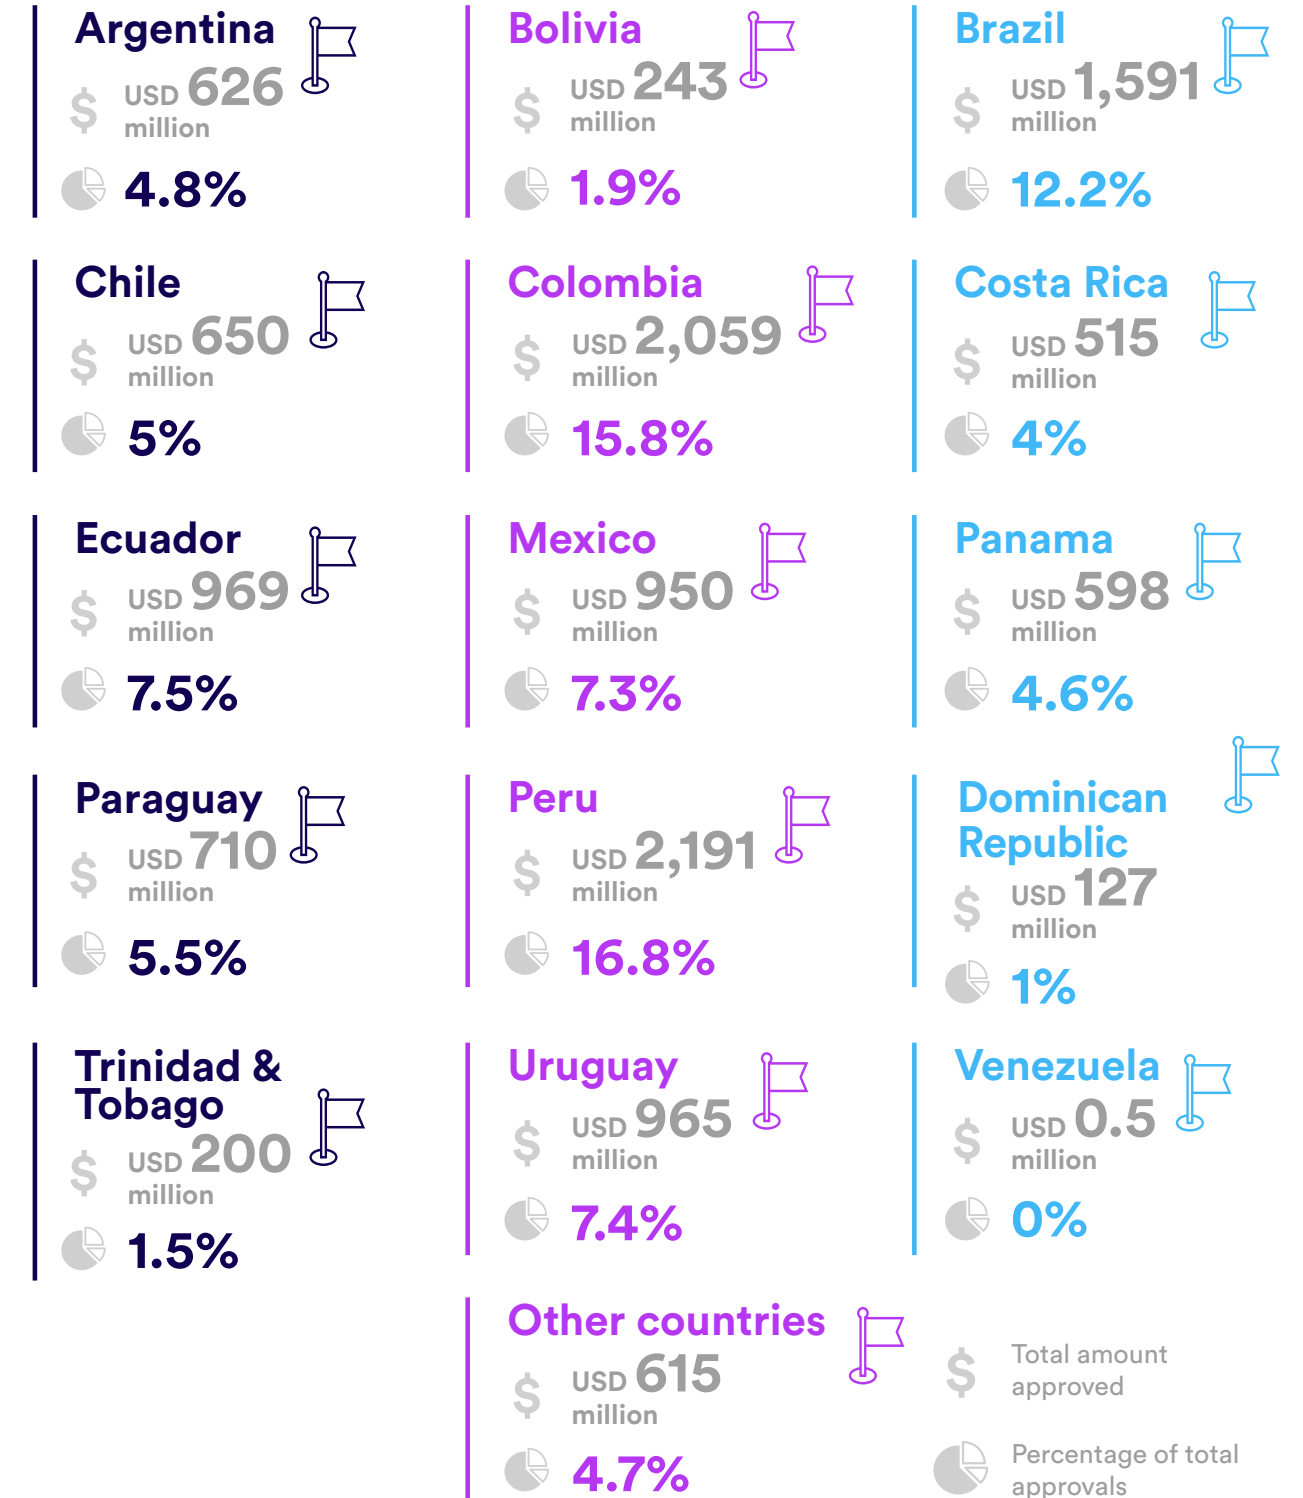 Argentina
$ USD 626
million
4.8%
Bolivia
$ USD 243
million
1.9%
Brazil
$ USD 1,591
million
12.2%
Chile
$ USD 650
million
5%
Colombia
$ USD 2,059
million
15.8%
Costa Rica
$ USD 515
million
4%
Ecuador
$ USD 969
million
7.5%
Mexico
$ USD 950
million
7.3%
Panama
$ USD 598
million
4.6%
Paraguay
$ USD 710
million
5.5%
Peru
$ USD 2,191
million
16.8%
Dominican
Republic
$ USD 127
million
1%
Trinidad &
Tobago
$ USD 200
million
1.5%
Uruguay
$ USD 965
million
7.4%
Venezuela
$ USD 0.5
million
0%
Other countries
$ USD 615
million
4.7%
$ Total amount
approved
Percentage of total
approvals